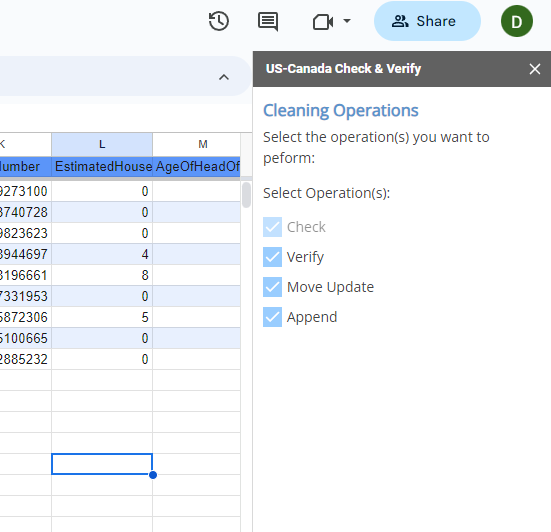 Share
D
US-Canada Check & Verify
Cleaning Operations
Select the operation(s) you want to
peform:
Select Operation(s):
Check
Verify
Move Update
Append
K L M
Number EstimatedHouse AgeOfHeadOf
9273100 0
3740728 0
9823623 0
3944697 4
3196661 8
7331953 0
5872306 5
5100665 0
2885232 0